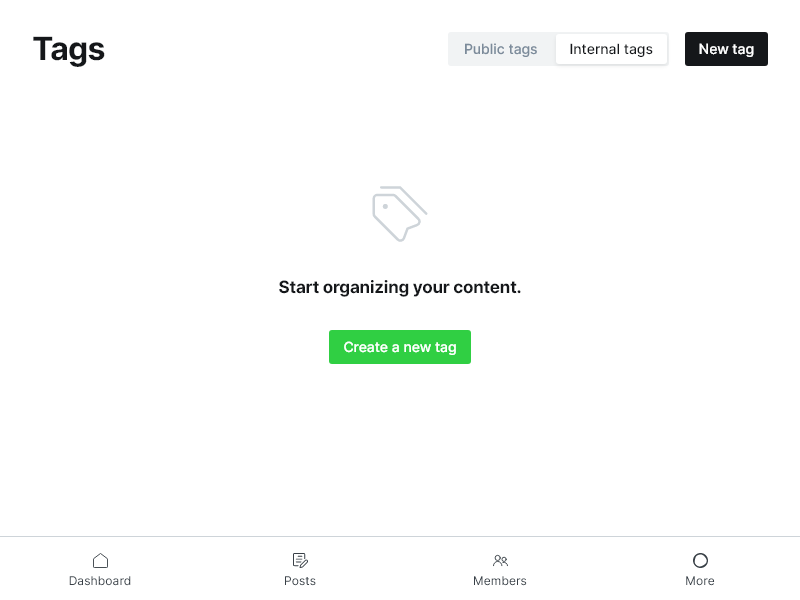 Tags
Public tags
Internal tags
New tag
Start organizing your content.
Create a new tag
Dashboard
Posts
Members
More